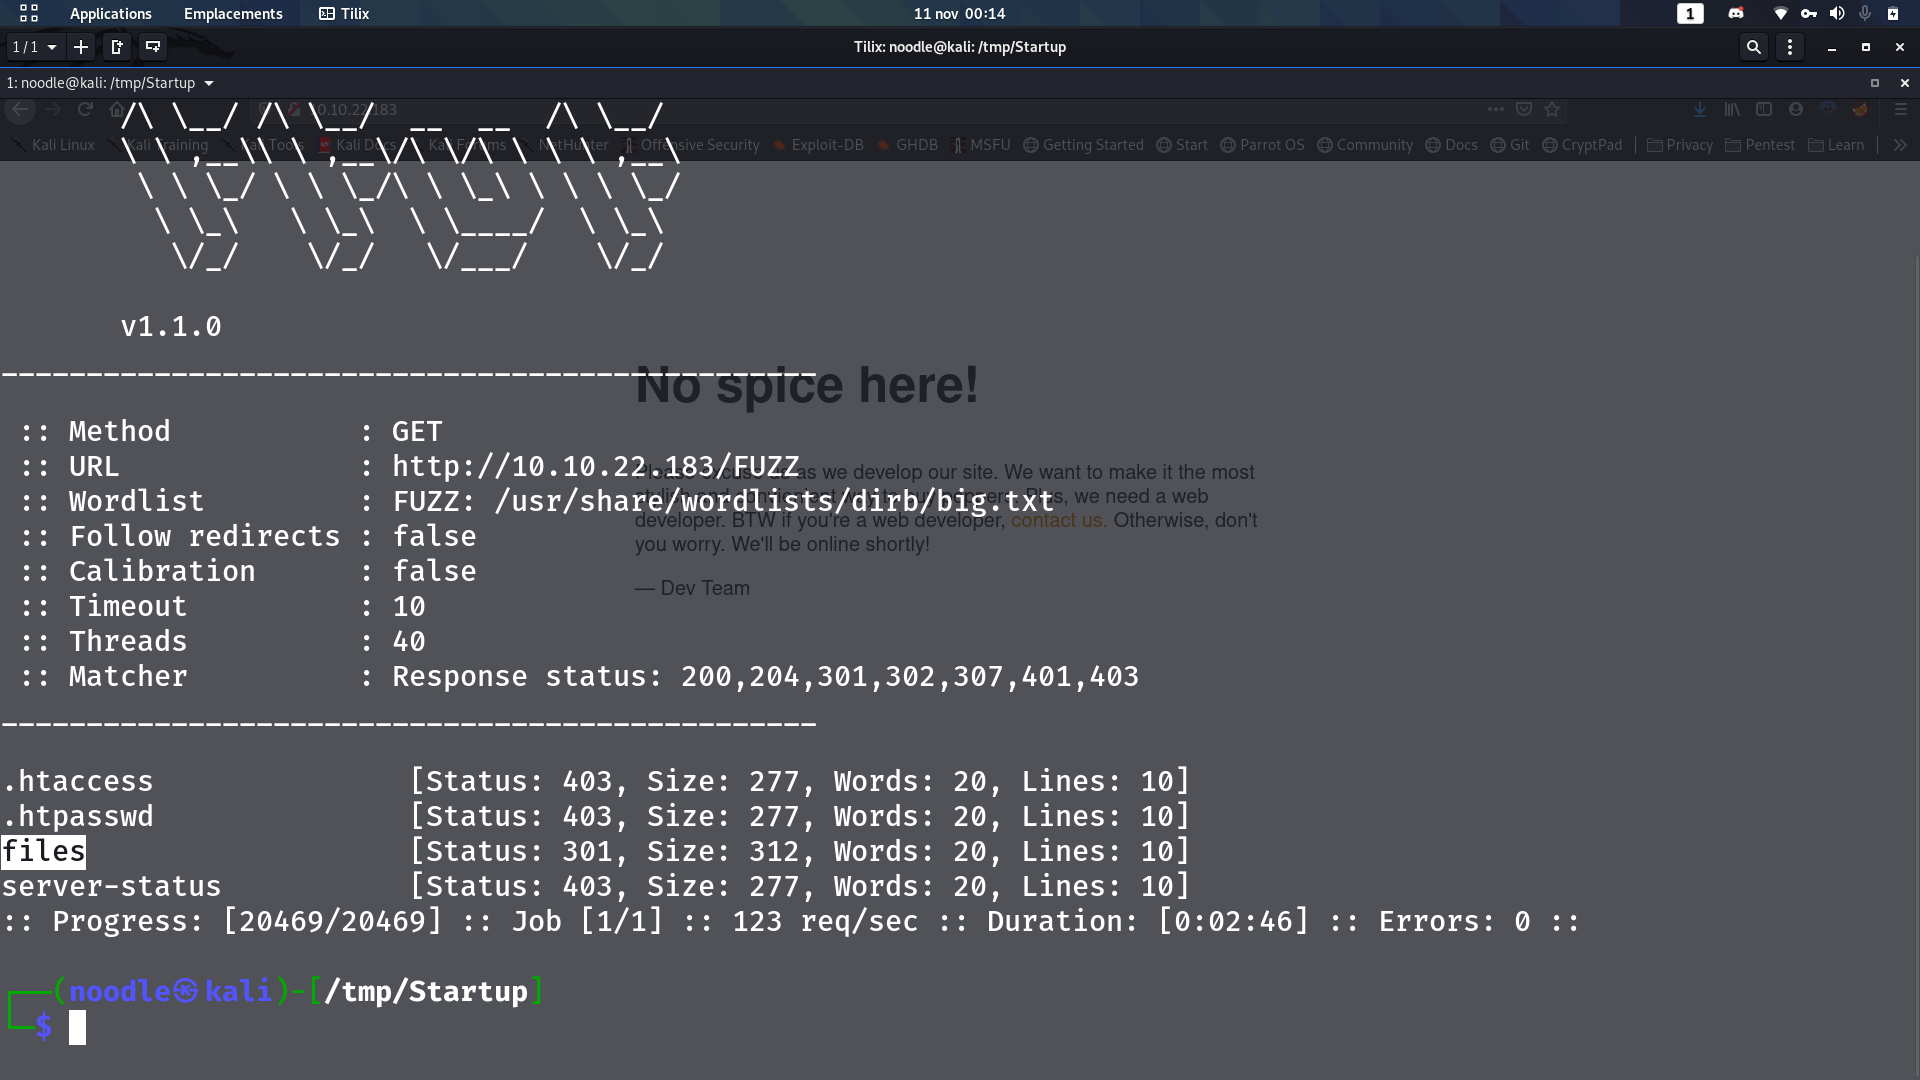 Applications Emplacements Tilix 11 nov 00:14 1
1 / 1 Tilix: noodle@kali: /tmp/Startup
1: noodle@kali: /tmp/Startup
10.10.22.183
Kali Linux Kali Training Kali Tools Kali Docs Kali Forums NetHunter Offensive Security Exploit-DB GHDB MSFU Getting Started Start Parrot OS Community Docs Git CryptPad Privacy Pentest Learn
v1.1.0
________________________________________________
No spice here!
:: Method : GET
:: URL : http://10.10.22.183/FUZZ
:: Wordlist : FUZZ: /usr/share/wordlists/dirb/big.txt
:: Follow redirects : false
:: Calibration : false
:: Timeout : 10
:: Threads : 40
:: Matcher : Response status: 200,204,301,302,307,401,403
________________________________________________
Please excuse us as we develop our site. We want to make it the most
we need a web
developer. BTW if you're a web developer, contact us. Otherwise, don't
you worry. We'll be online shortly!
— Dev Team
.htaccess [Status: 403, Size: 277, Words: 20, Lines: 10]
.htpasswd [Status: 403, Size: 277, Words: 20, Lines: 10]
files [Status: 301, Size: 312, Words: 20, Lines: 10]
server-status [Status: 403, Size: 277, Words: 20, Lines: 10]
:: Progress: [20469/20469] :: Job [1/1] :: 123 req/sec :: Duration: [0:02:46] :: Errors: 0 ::
┌──(noodle㉿kali)-[/tmp/Startup]
└─$